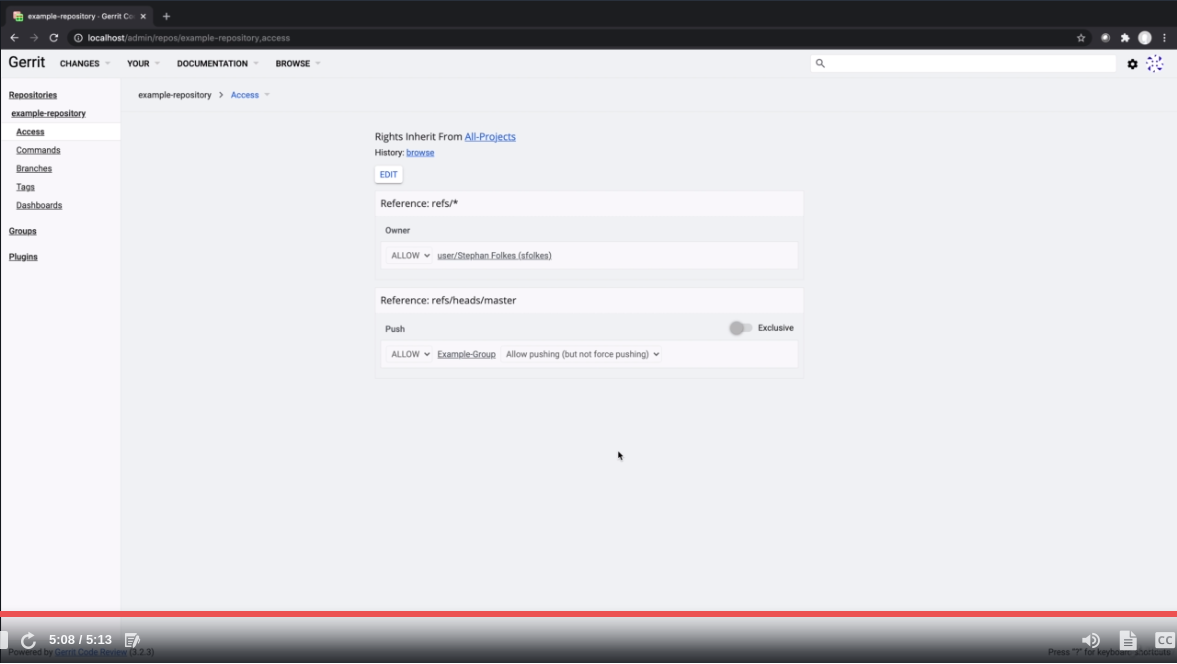 example-repository · Gerrit Co
localhost/admin/repos/example-repository,access
Gerrit CHANGES YOUR DOCUMENTATION BROWSE
Repositories
example-repository
Access
Commands
Branches
Tags
Dashboards
Groups
Plugins
example-repository > Access
Rights Inherit From All-Projects
History: browse
EDIT
Reference: refs/*
Owner
ALLOW user/Stephan Folkes (sfolkes)
Reference: refs/heads/master
Push Exclusive
ALLOW Example-Group Allow pushing (but not force pushing)
5:08 / 5:13 CC
Powered by Gerrit Code Review (3.2.3) Press "?" for keyboard shortcuts